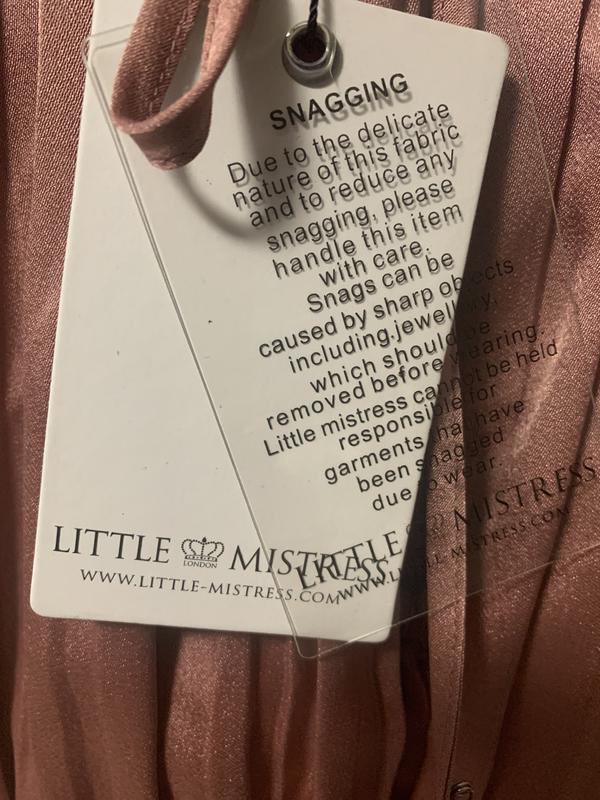 SNAGGING
Due to the delicate
nature of this fabric
and to reduce any
snagging, please
handle this item
with care.
Snags can be
caused by sharp objects
including.jewellery,
which should be
removed before wearing.
Little mistress cannot be held
responsible for
garments that have
been snagged
due to wear.
LITTLE LONDON MISTRESS
WWW.LITTLE-MISTRESS.COM
LITTLE MISTRESS
WWW.LITTLE-MISTRESS.COM